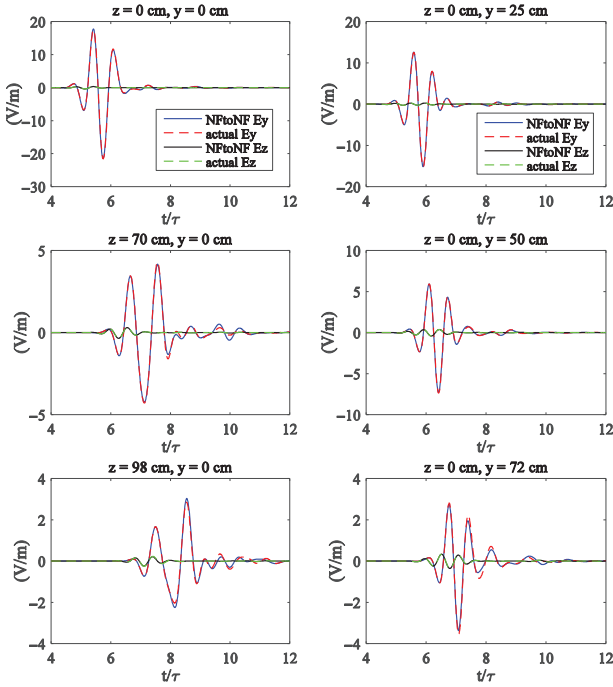 z = 0 cm, y = 0 cm
20
10
0
−10
−20
−30
(V/m)
NFtoNF Ey
actual Ey
NFtoNF Ez
actual Ez
4 6 8 10 12
t/τ
z = 0 cm, y = 25 cm
20
10
0
−10
−20
(V/m)
NFtoNF Ey
actual Ey
NFtoNF Ez
actual Ez
4 6 8 10 12
t/τ
z = 70 cm, y = 0 cm
5
0
−5
(V/m)
4 6 8 10 12
t/τ
z = 0 cm, y = 50 cm
10
5
0
−5
−10
(V/m)
4 6 8 10 12
t/τ
z = 98 cm, y = 0 cm
4
2
0
−2
−4
(V/m)
4 6 8 10 12
t/τ
z = 0 cm, y = 72 cm
4
2
0
−2
−4
(V/m)
4 6 8 10 12
t/τ